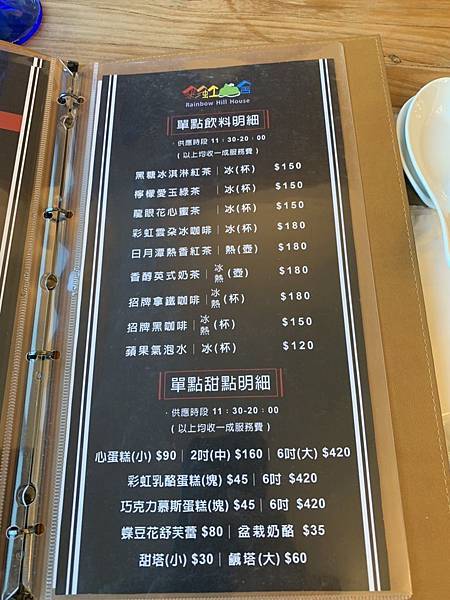 彩虹山舍
Rainbow Hill House
單點飲料明細
·供應時段 11：30-20：00
( 以上均收一成服務費 )
黑糖冰淇淋紅茶｜冰(杯) $150
檸檬愛玉綠茶｜冰(杯) $150
龍眼花心蜜茶｜冰(杯) $150
彩虹雲朶冰咖啡｜冰(杯) $180
日月潭熱香紅茶｜熱(壺) $180
香醇英式奶茶｜冰熱(壺) $180
招牌拿鐵咖啡｜冰熱(杯) $180
招牌黑咖啡｜冰熱(杯) $150
蘋果氣泡水｜冰(杯) $120
單點甜點明細
·供應時段 11：30-20：00
( 以上均收一成服務費 )
心蛋糕(小) $90｜2吋(中) $160｜6吋(大) $420
彩虹乳酪蛋糕(塊) $45｜6吋 $420
巧克力慕斯蛋糕(塊) $45｜6吋 $420
蝶豆花舒芙蕾 $80｜盆栽奶酪 $35
甜塔(小) $30｜鹹塔(大) $60